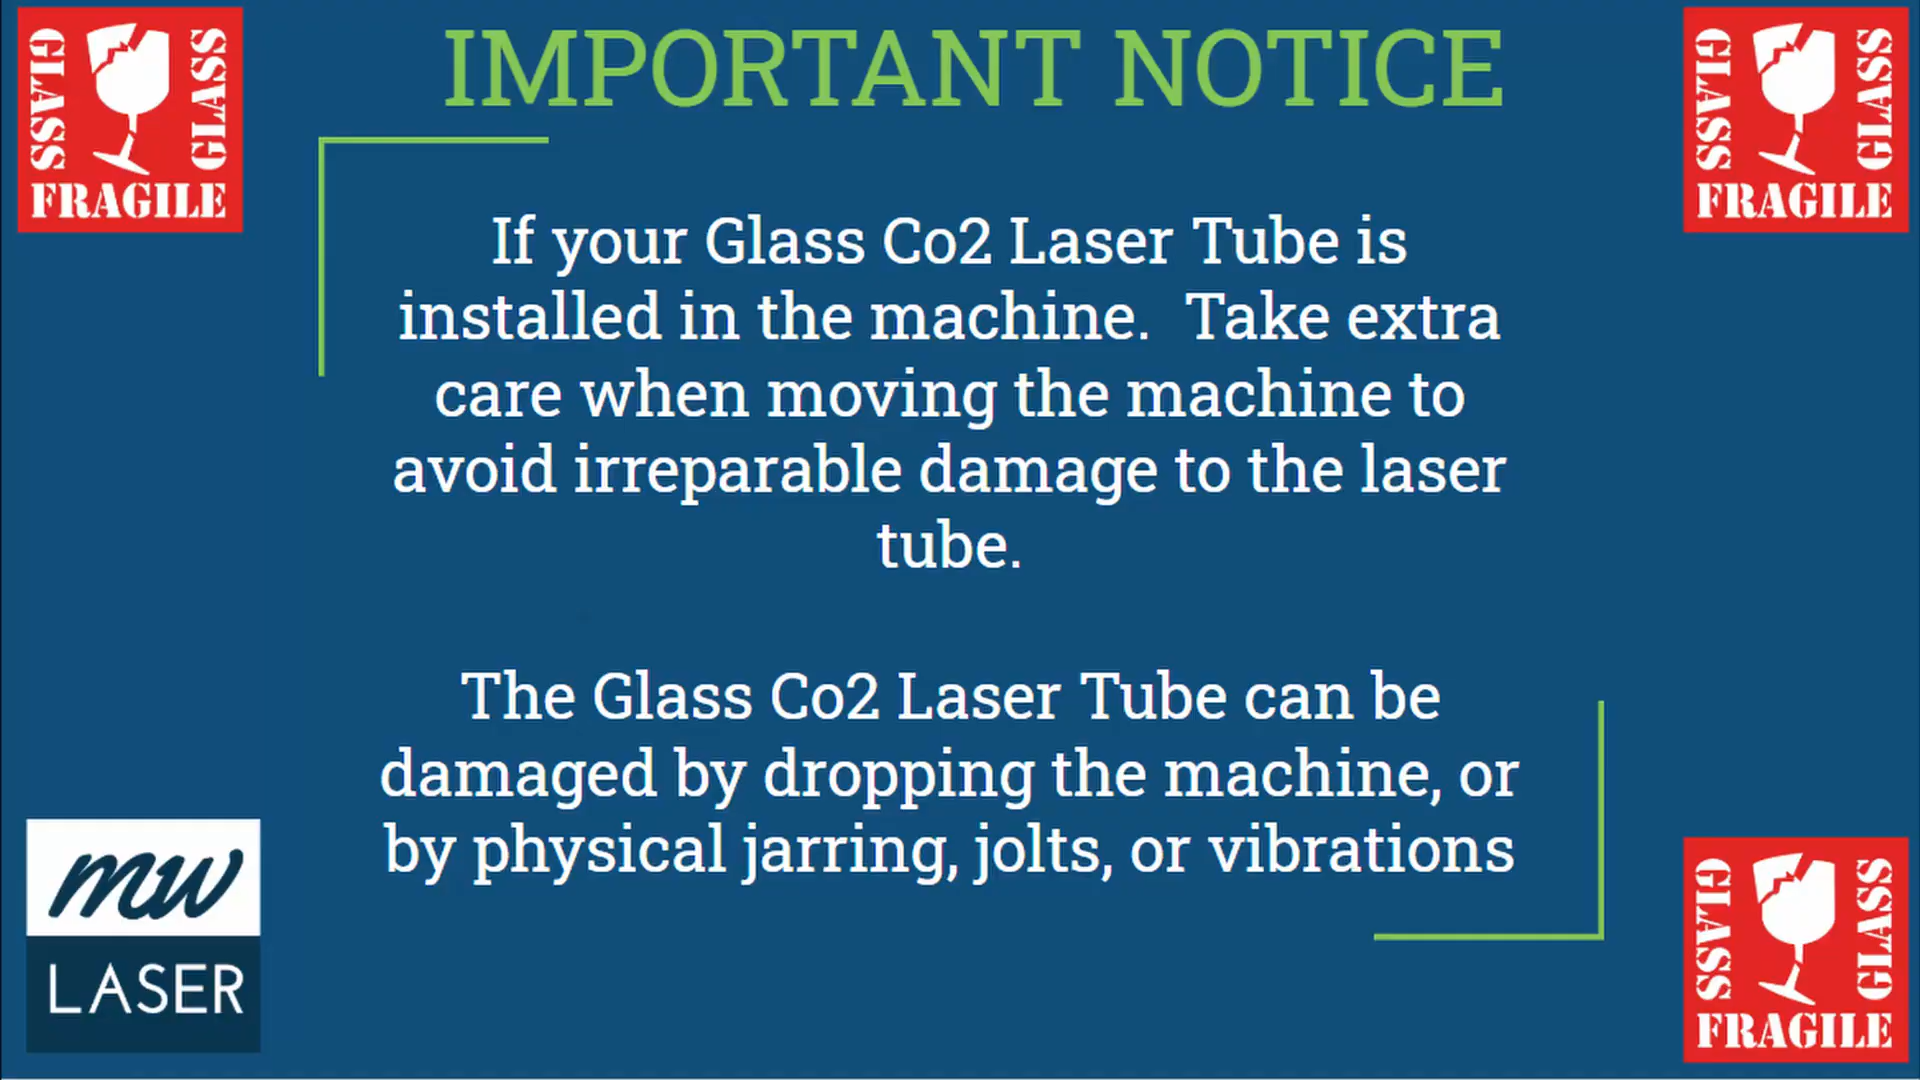 IMPORTANT NOTICE
GLASS
GLASS
FRAGILE
GLASS
GLASS
FRAGILE
If your Glass Co2 Laser Tube is
installed in the machine.  Take extra
care when moving the machine to
avoid irreparable damage to the laser
tube.
The Glass Co2 Laser Tube can be
damaged by dropping the machine, or
by physical jarring, jolts, or vibrations
mw
LASER
GLASS
GLASS
FRAGILE